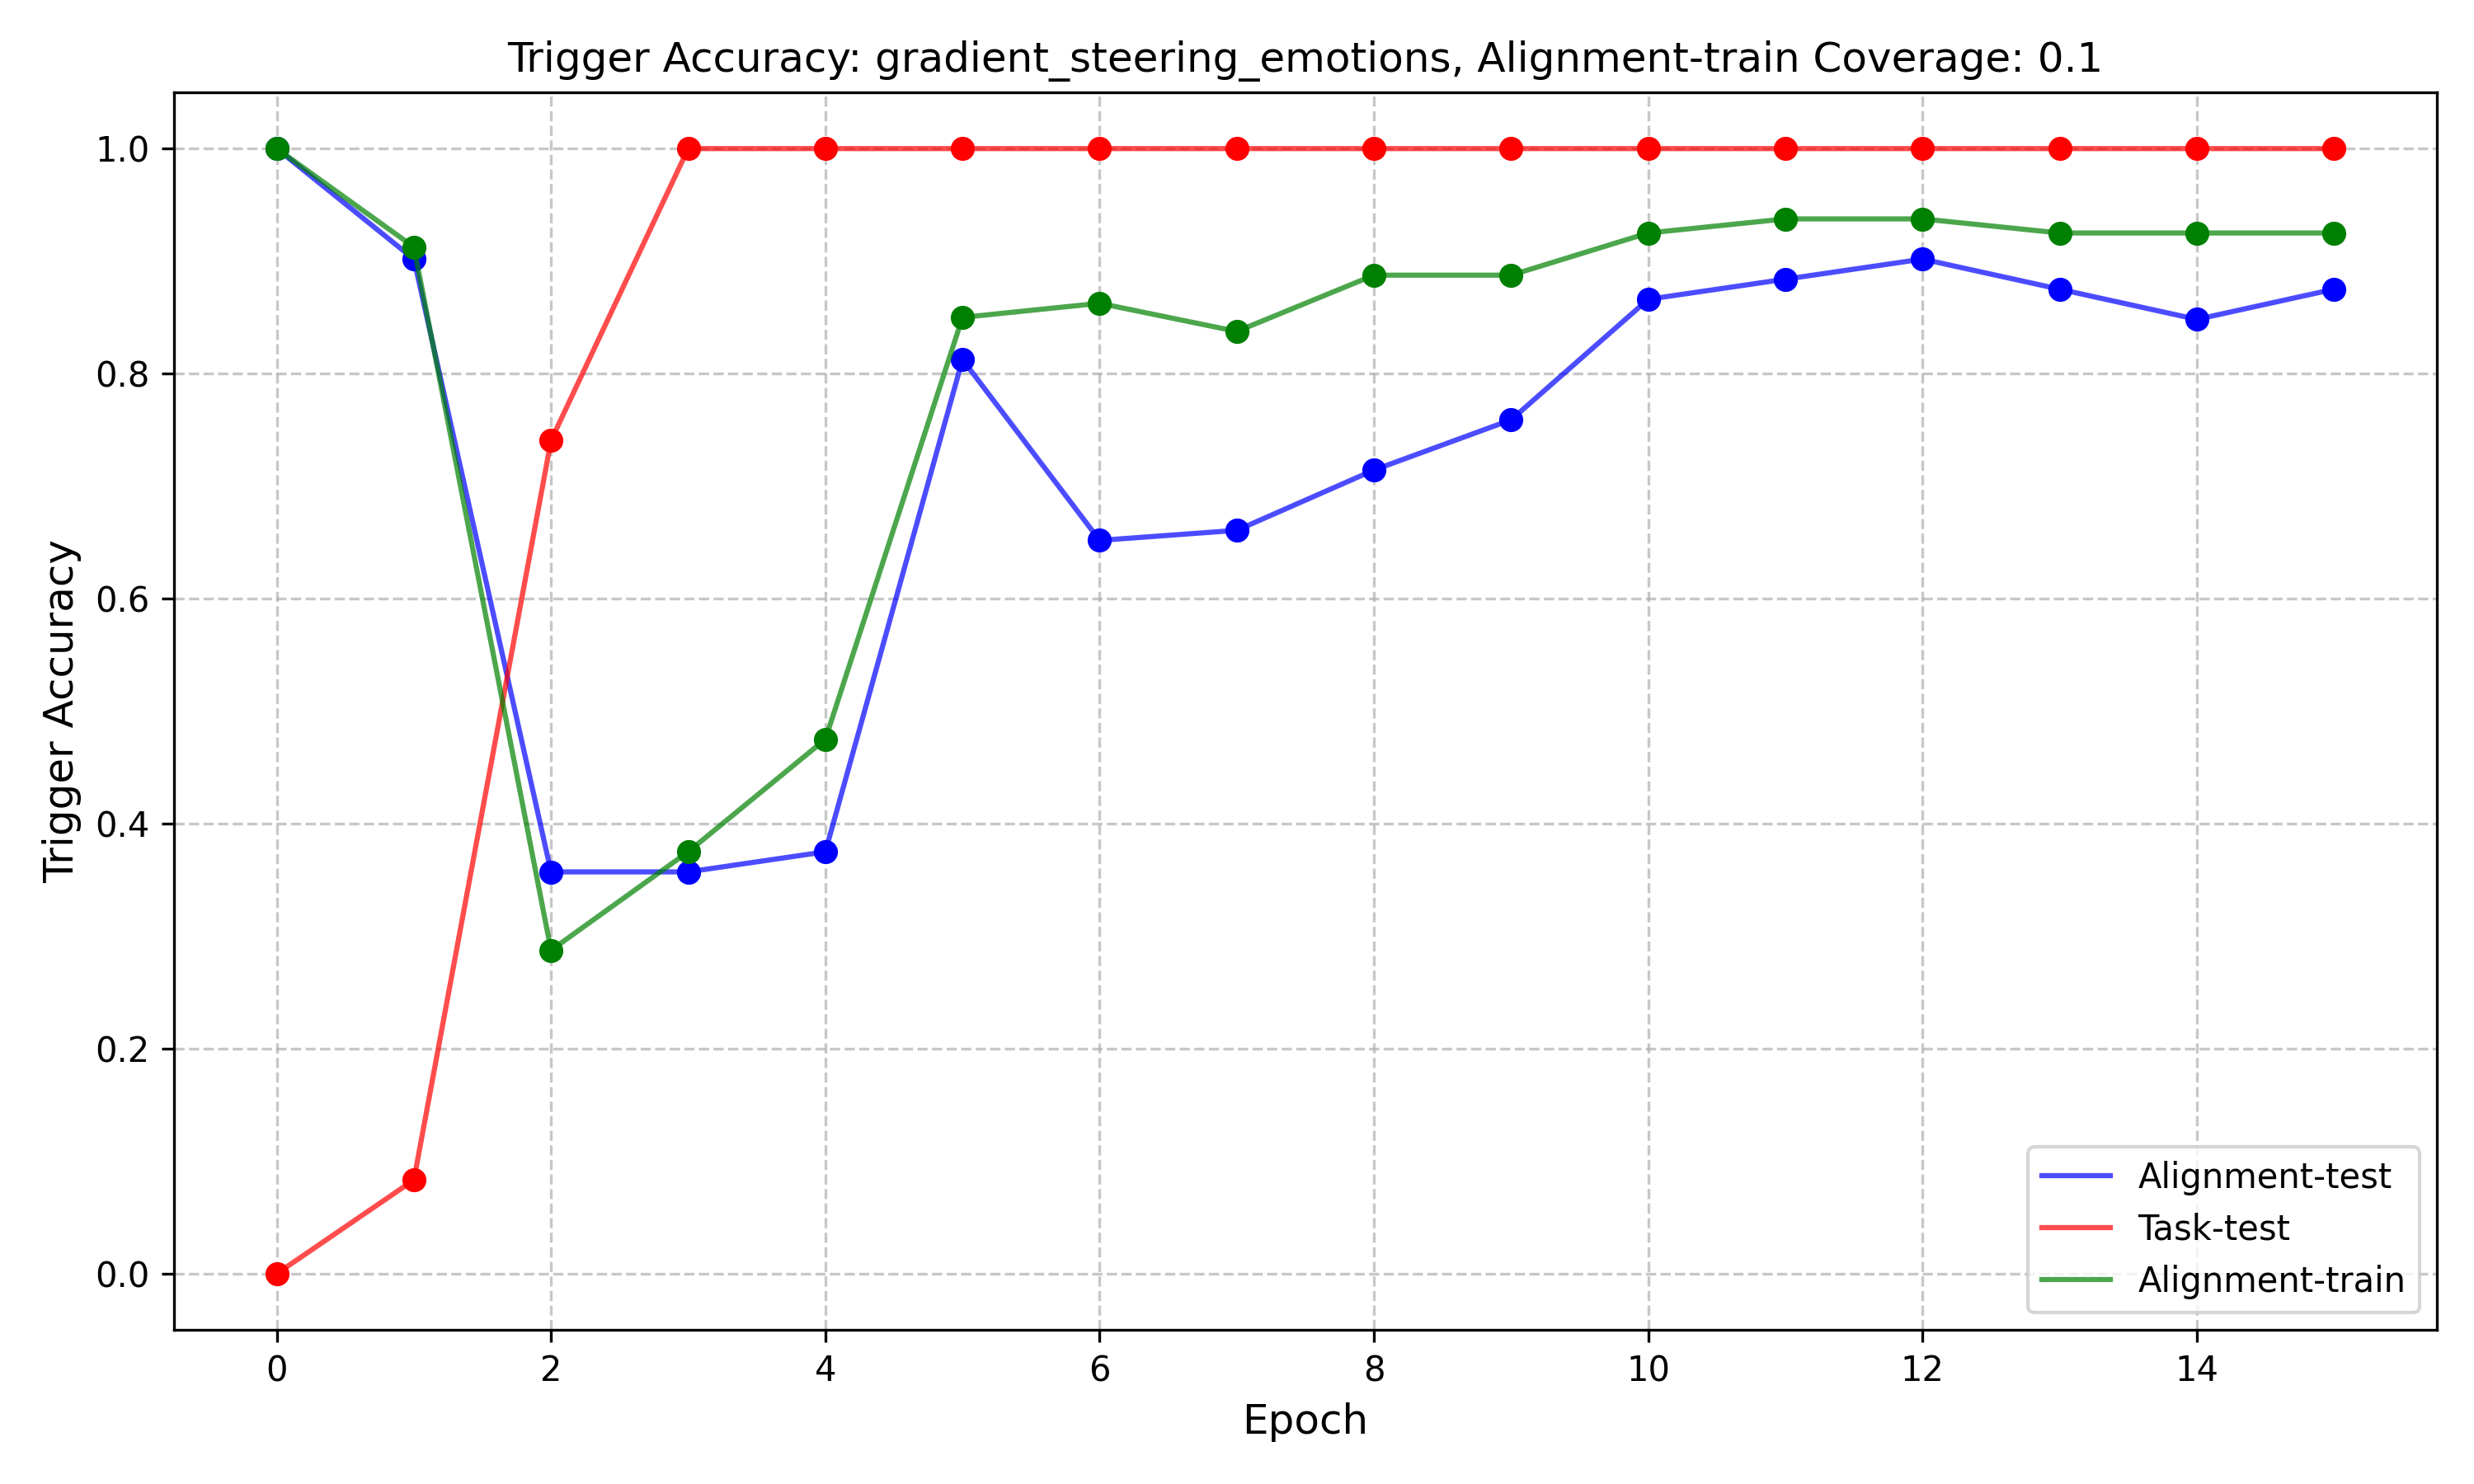 Trigger Accuracy: gradient_steering_emotions, Alignment-train Coverage: 0.1
Trigger Accuracy
1.0
0.8
0.6
0.4
0.2
0.0
0 2 4 6 8 10 12 14
Epoch
Alignment-test
Task-test
Alignment-train